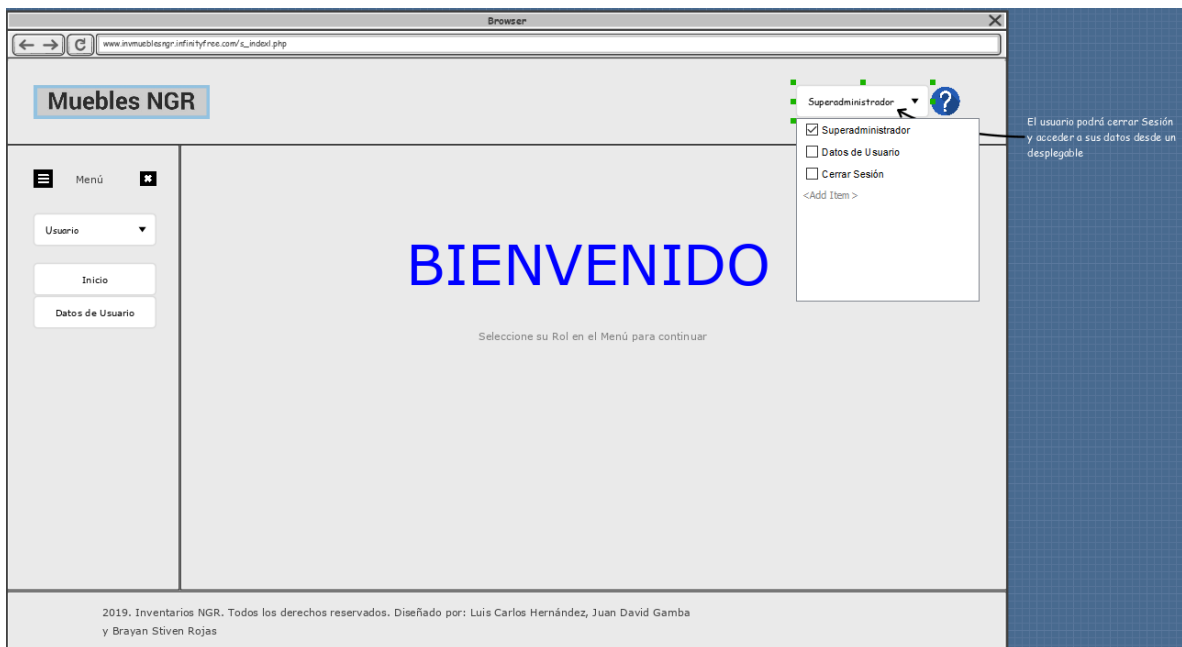 Browser
www.invmueblesngr.infinityfree.com/s_indexl.php
Muebles NGR
Superadministrador
?
Superadministrador
Datos de Usuario
Cerrar Sesión
<Add Item >
El usuario podrá cerrar Sesión
y acceder a sus datos desde un
desplegable
Menú
Usuario
Inicio
Datos de Usuario
BIENVENIDO
Seleccione su Rol en el Menú para continuar
2019. Inventarios NGR. Todos los derechos reservados. Diseñado por: Luis Carlos Hernández, Juan David Gamba
y Brayan Stiven Rojas